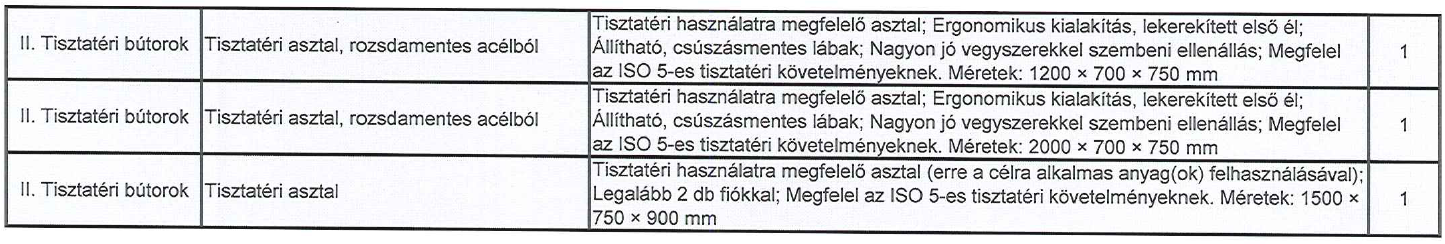 II. Tisztatéri bútorok
Tisztatéri asztal, rozsdamentes acélból
Tisztatéri használatra megfelelő asztal; Ergonomikus kialakítás, lekerekített első él;
Állítható, csúszásmentes lábak; Nagyon jó vegyszerekkel szembeni ellenállás; Megfelel
az ISO 5-es tisztatéri követelményeknek. Méretek: 1200 × 700 × 750 mm
1
II. Tisztatéri bútorok
Tisztatéri asztal, rozsdamentes acélból
Tisztatéri használatra megfelelő asztal; Ergonomikus kialakítás, lekerekített első él;
Állítható, csúszásmentes lábak; Nagyon jó vegyszerekkel szembeni ellenállás; Megfelel
az ISO 5-es tisztatéri követelményeknek. Méretek: 2000 × 700 × 750 mm
1
II. Tisztatéri bútorok
Tisztatéri asztal
Tisztatéri használatra megfelelő asztal (erre a célra alkalmas anyag(ok) felhasználásával);
Legalább 2 db fiókkal; Megfelel az ISO 5-es tisztatéri követelményeknek. Méretek: 1500 ×
750 × 900 mm
1